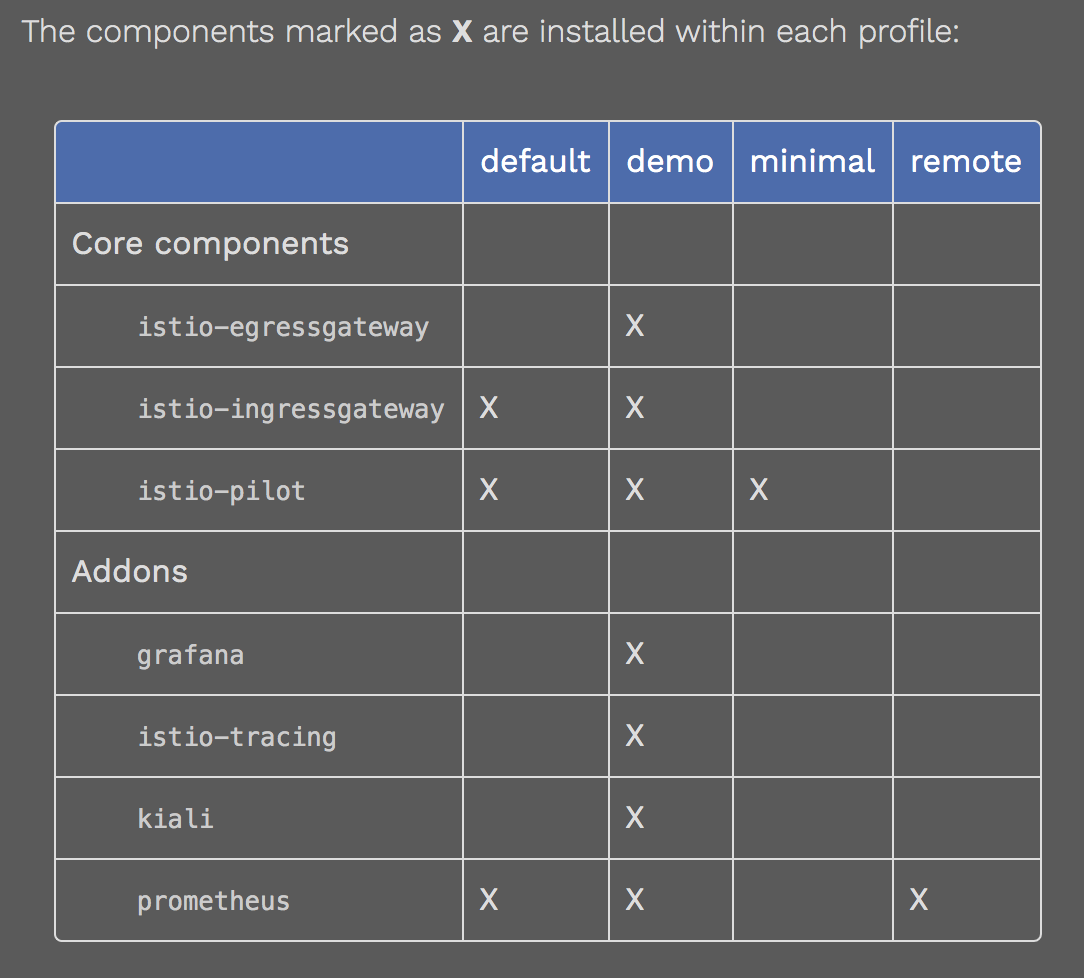 The components marked as X are installed within each profile:
default demo minimal remote
Core components
istio-egressgateway X
istio-ingressgateway X X
istio-pilot X X X
Addons
grafana X
istio-tracing X
kiali X
prometheus X X X